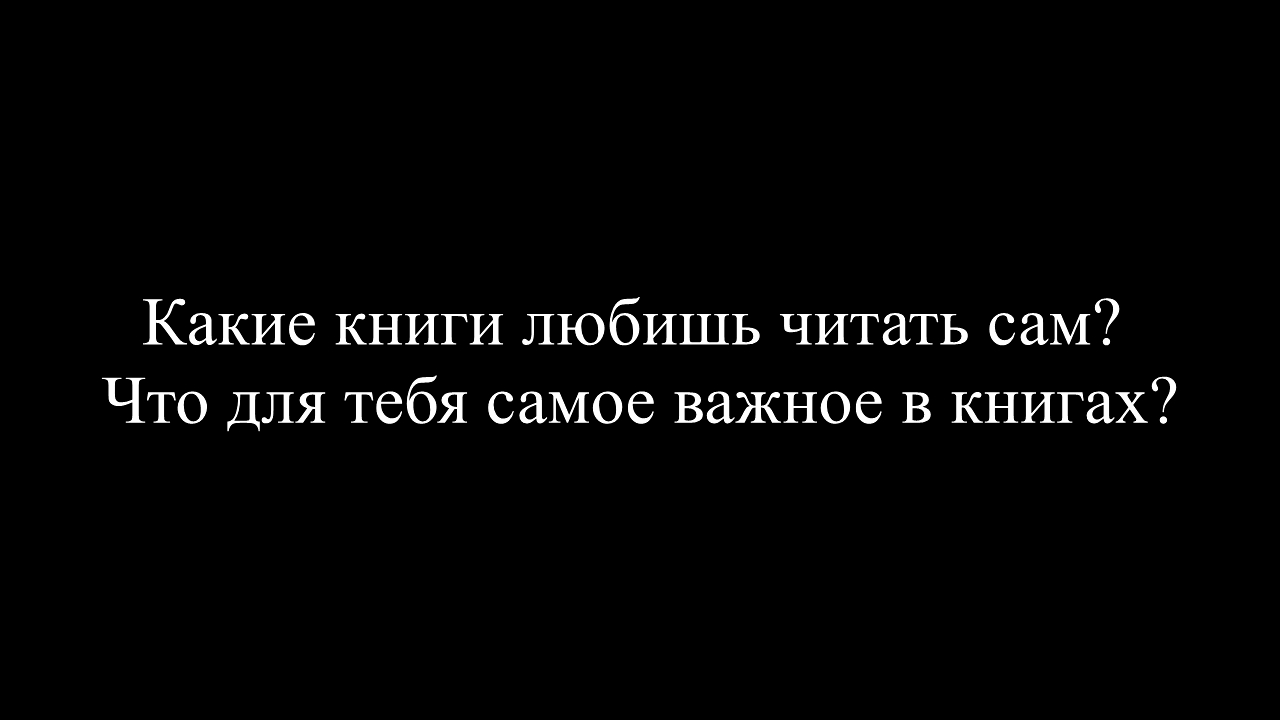 Какие книги любишь читать сам?
Что для тебя самое важное в книгах?